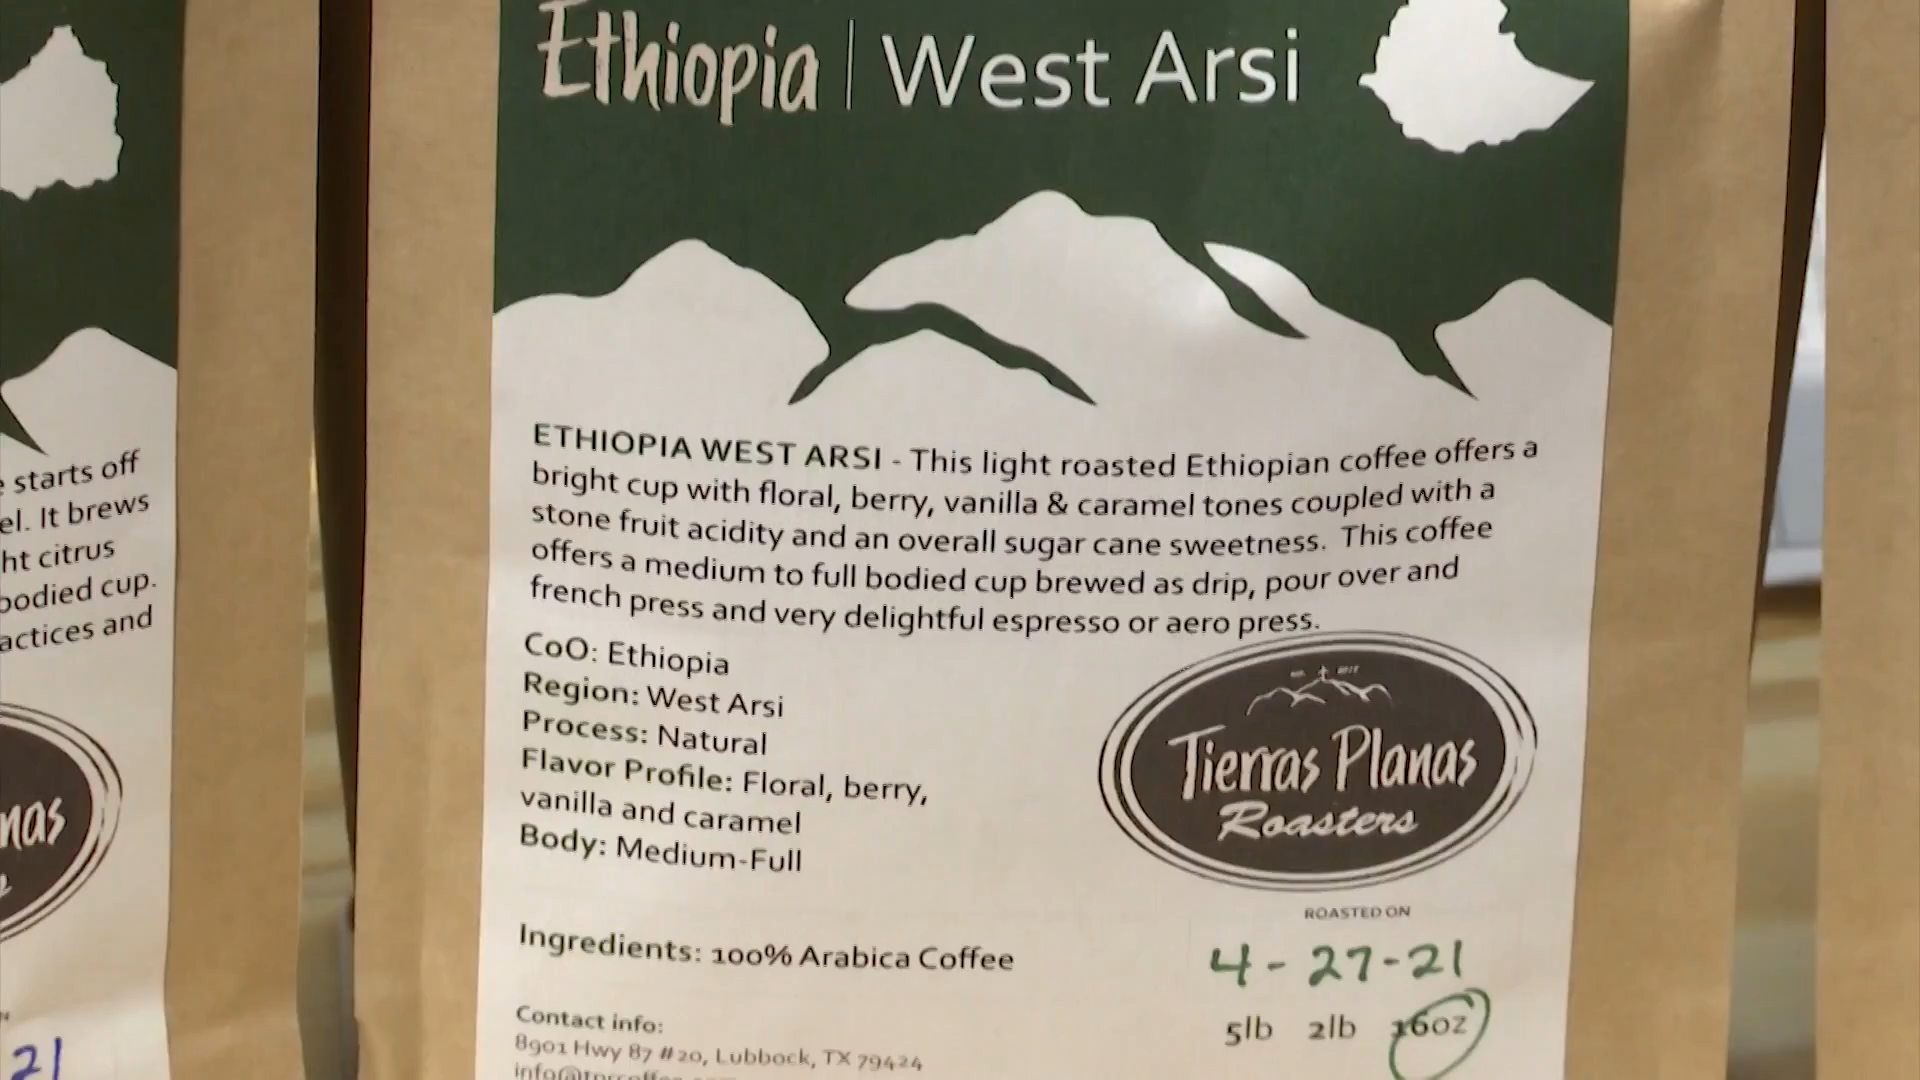 Ethiopia | West Arsi
ETHIOPIA WEST ARSI - This light roasted Ethiopian coffee offers a
bright cup with floral, berry, vanilla & caramel tones coupled with a
stone fruit acidity and an overall sugar cane sweetness. This coffee
offers a medium to full bodied cup brewed as drip, pour over and
french press and very delightful espresso or aero press.
CoO: Ethiopia
Region: West Arsi
Process: Natural
Flavor Profile: Floral, berry,
vanilla and caramel
Body: Medium-Full
Tierras Planas
Roasters
Ingredients: 100% Arabica Coffee
ROASTED ON
4-27-21
5lb 2lb 16oz
Contact info:
8901 Hwy 87 #20, Lubbock, TX 79424
starts off
el. It brews
ht citrus
bodied cup.
actices and
nas
21